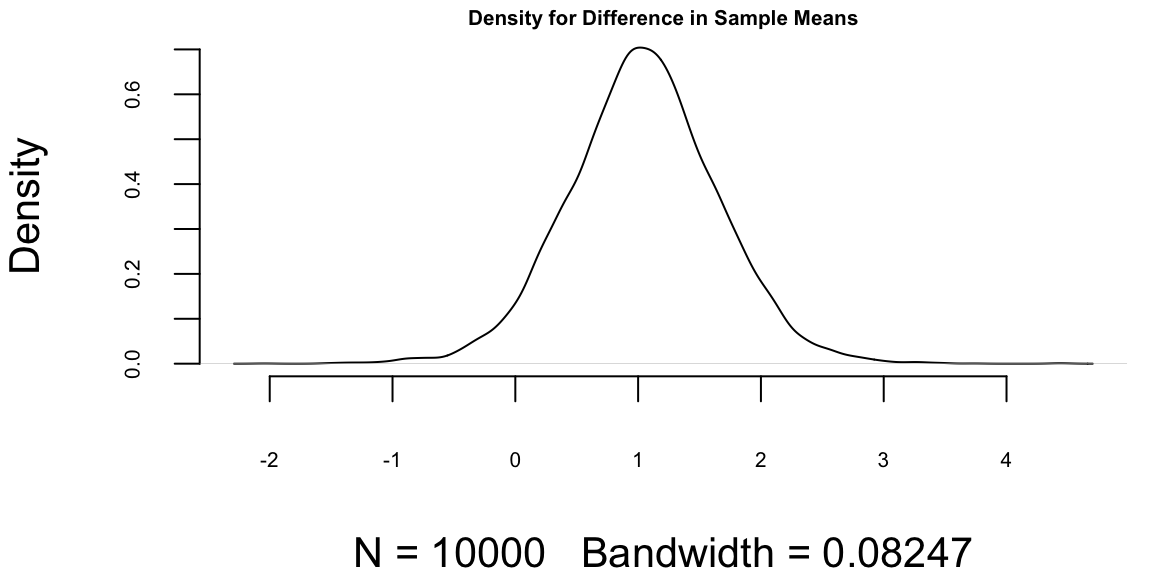 Density for Difference in Sample Means
Density
0.6
0.4
0.2
0.0
-2 -1 0 1 2 3 4
N = 10000 Bandwidth = 0.08247